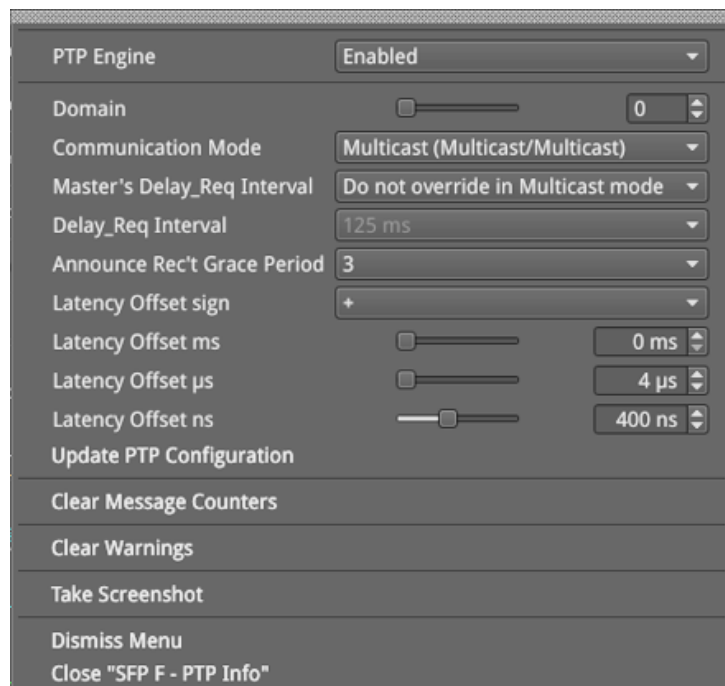 PTP Engine Enabled
Domain 0
Communication Mode Multicast (Multicast/Multicast)
Master's Delay_Req Interval Do not override in Multicast mode
Delay_Req Interval 125 ms
Announce Rec't Grace Period 3
Latency Offset sign +
Latency Offset ms 0 ms
Latency Offset µs 4 µs
Latency Offset ns 400 ns
Update PTP Configuration
Clear Message Counters
Clear Warnings
Take Screenshot
Dismiss Menu
Close "SFP F - PTP Info"